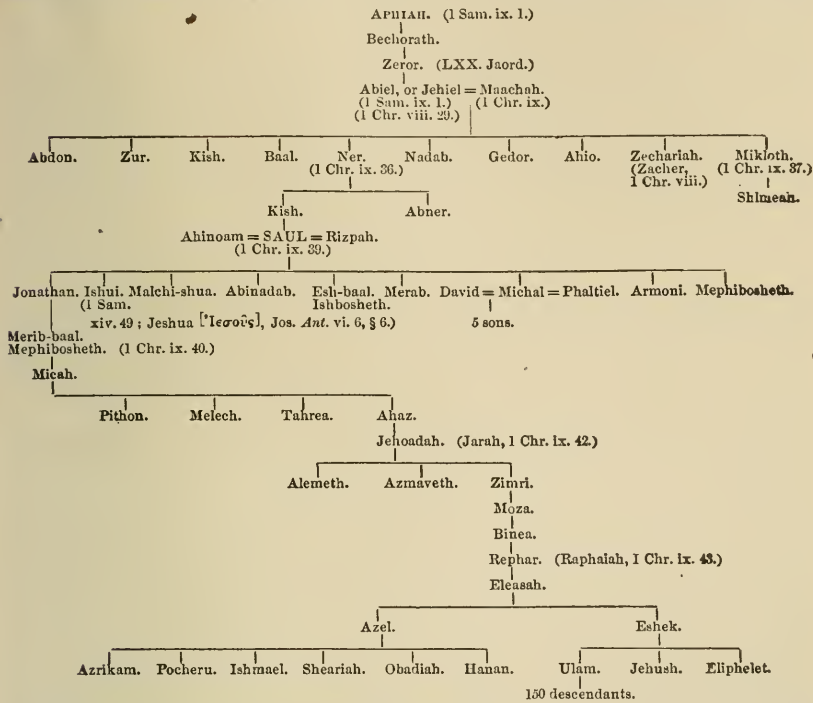 APHIAH. (1 Sam. ix. 1.)
Bechorath.
Zeror. (LXX. Jaord.)
Abiel, or Jehiel = Maachah.
(1 Sam. ix. 1.) (1 Chr. ix.)
(1 Chr. viii. 29.)
Abdon. Zur. Kish. Baal. Ner. Nadab. Gedor. Ahio. Zechariah. Mikloth.
(1 Chr. ix. 36.) (Zacher, (1 Chr. ix. 37.)
1 Chr. viii.)
Shimeah.
Kish. Abner.
Ahinoam = SAUL = Rizpah.
(1 Chr. ix. 39.)
Jonathan. Ishui. Malchi-shua. Abinadab. Esh-baal. Merab. David = Michal = Phaltiel. Armoni. Mephibosheth.
(1 Sam. Ishbosheth.
xiv. 49; Jeshua ['Ιεσοῦς], Jos. Ant. vi. 6, § 6.) 5 sons.
Merib-baal.
Mephibosheth. (1 Chr. ix. 40.)
Micah.
Pithon. Melech. Tahrea. Ahaz.
Jehoadah. (Jarah, 1 Chr. ix. 42.)
Alemeth. Azmaveth. Zimri.
Moza.
Binea.
Rephar. (Raphaiah, I Chr. ix. 43.)
Eleasah.
Azel. Eshek.
Azrikam. Pocheru. Ishmael. Sheariah. Obadiah. Hanan. Ulam. Jehush. Eliphelet.
150 descendants.